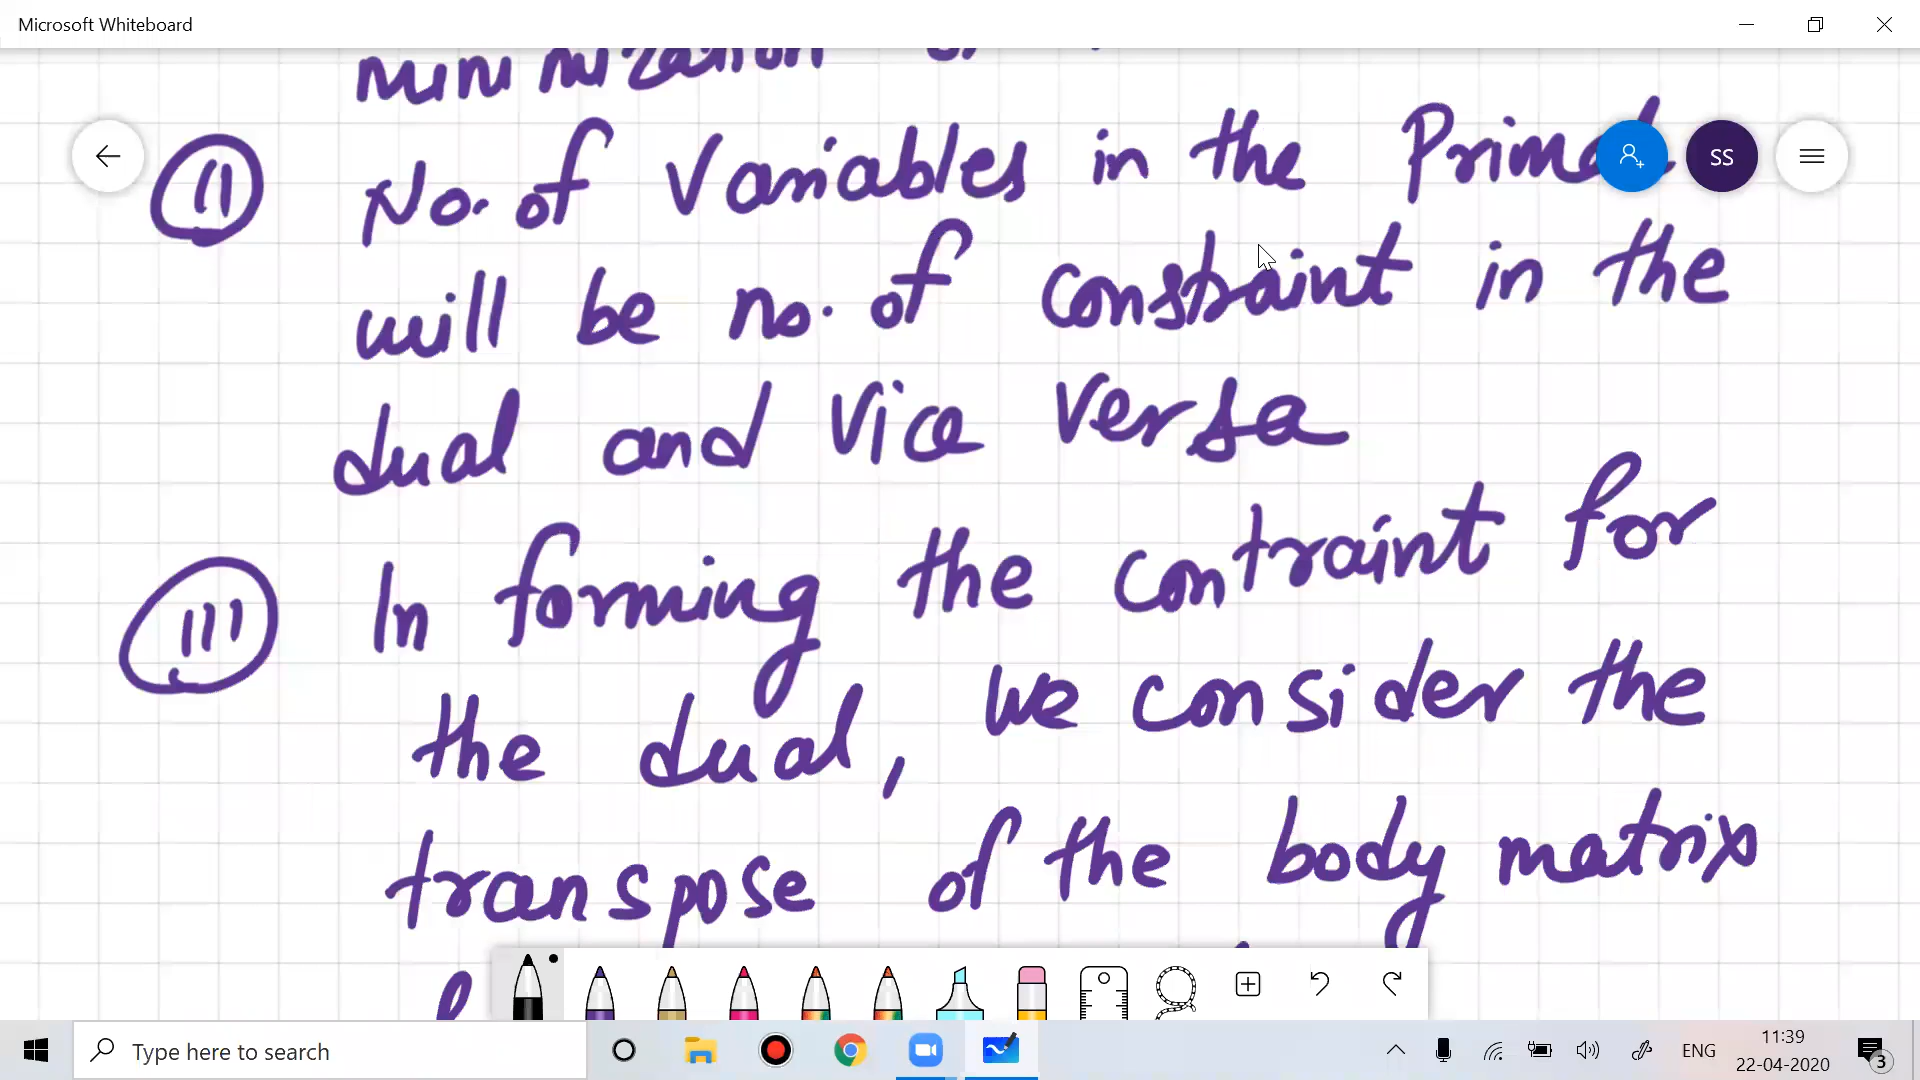 Microsoft Whiteboard
minimization
(II) No. of Variables in the Primal
SS
will be no. of constraint in the
dual and Vice Versa
(III) In forming the contraint for
the dual, we consider the
transpose of the body matrix
Type here to search
ENG
11:39
22-04-2020
3